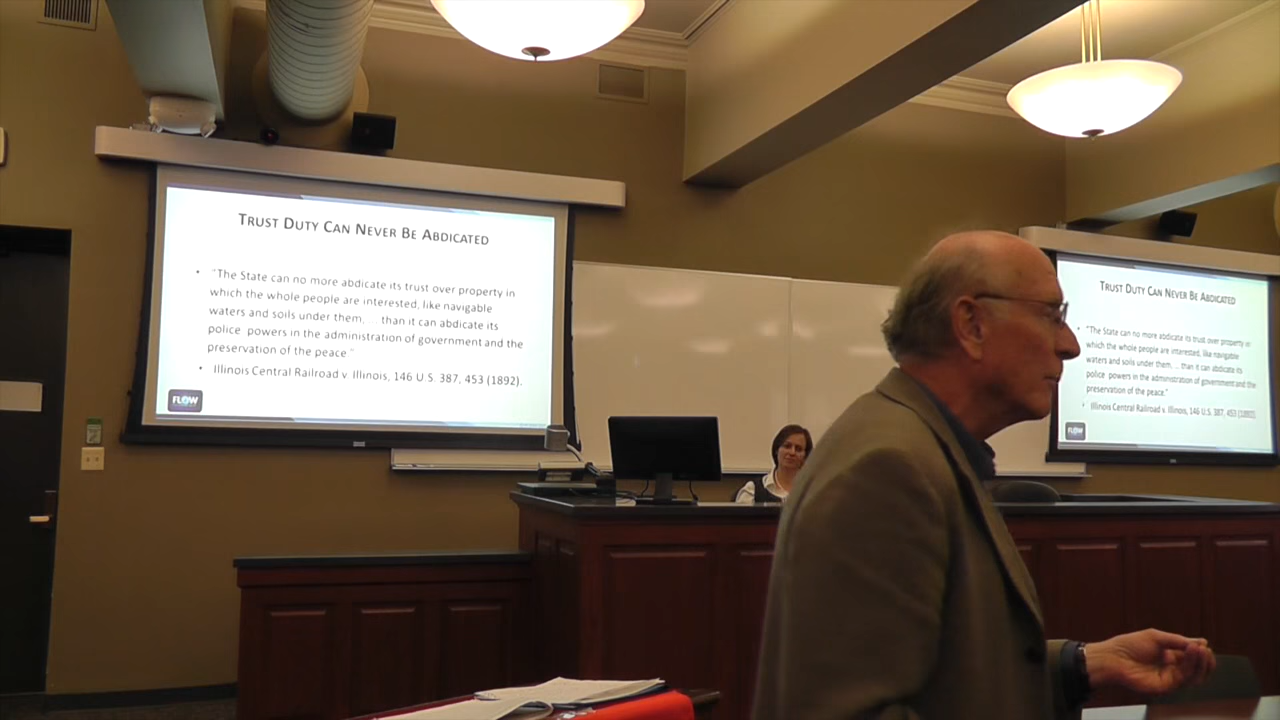 TRUST DUTY CAN NEVER BE ABDICATED
• "The State can no more abdicate its trust over property in
which the whole people are interested, like navigable
waters and soils under them, ... than it can abdicate its
police powers in the administration of government and the
preservation of the peace."
• Illinois Central Railroad v. Illinois, 146 U.S. 387, 453 (1892).
FLOW
TRUST DUTY CAN NEVER BE ABDICATED
• "The State can no more abdicate its trust over property in
which the whole people are interested, like navigable
waters and soils under them, ... than it can abdicate its
police powers in the administration of government and the
preservation of the peace."
• Illinois Central Railroad v. Illinois, 146 U.S. 387, 453 (1892).
FLOW